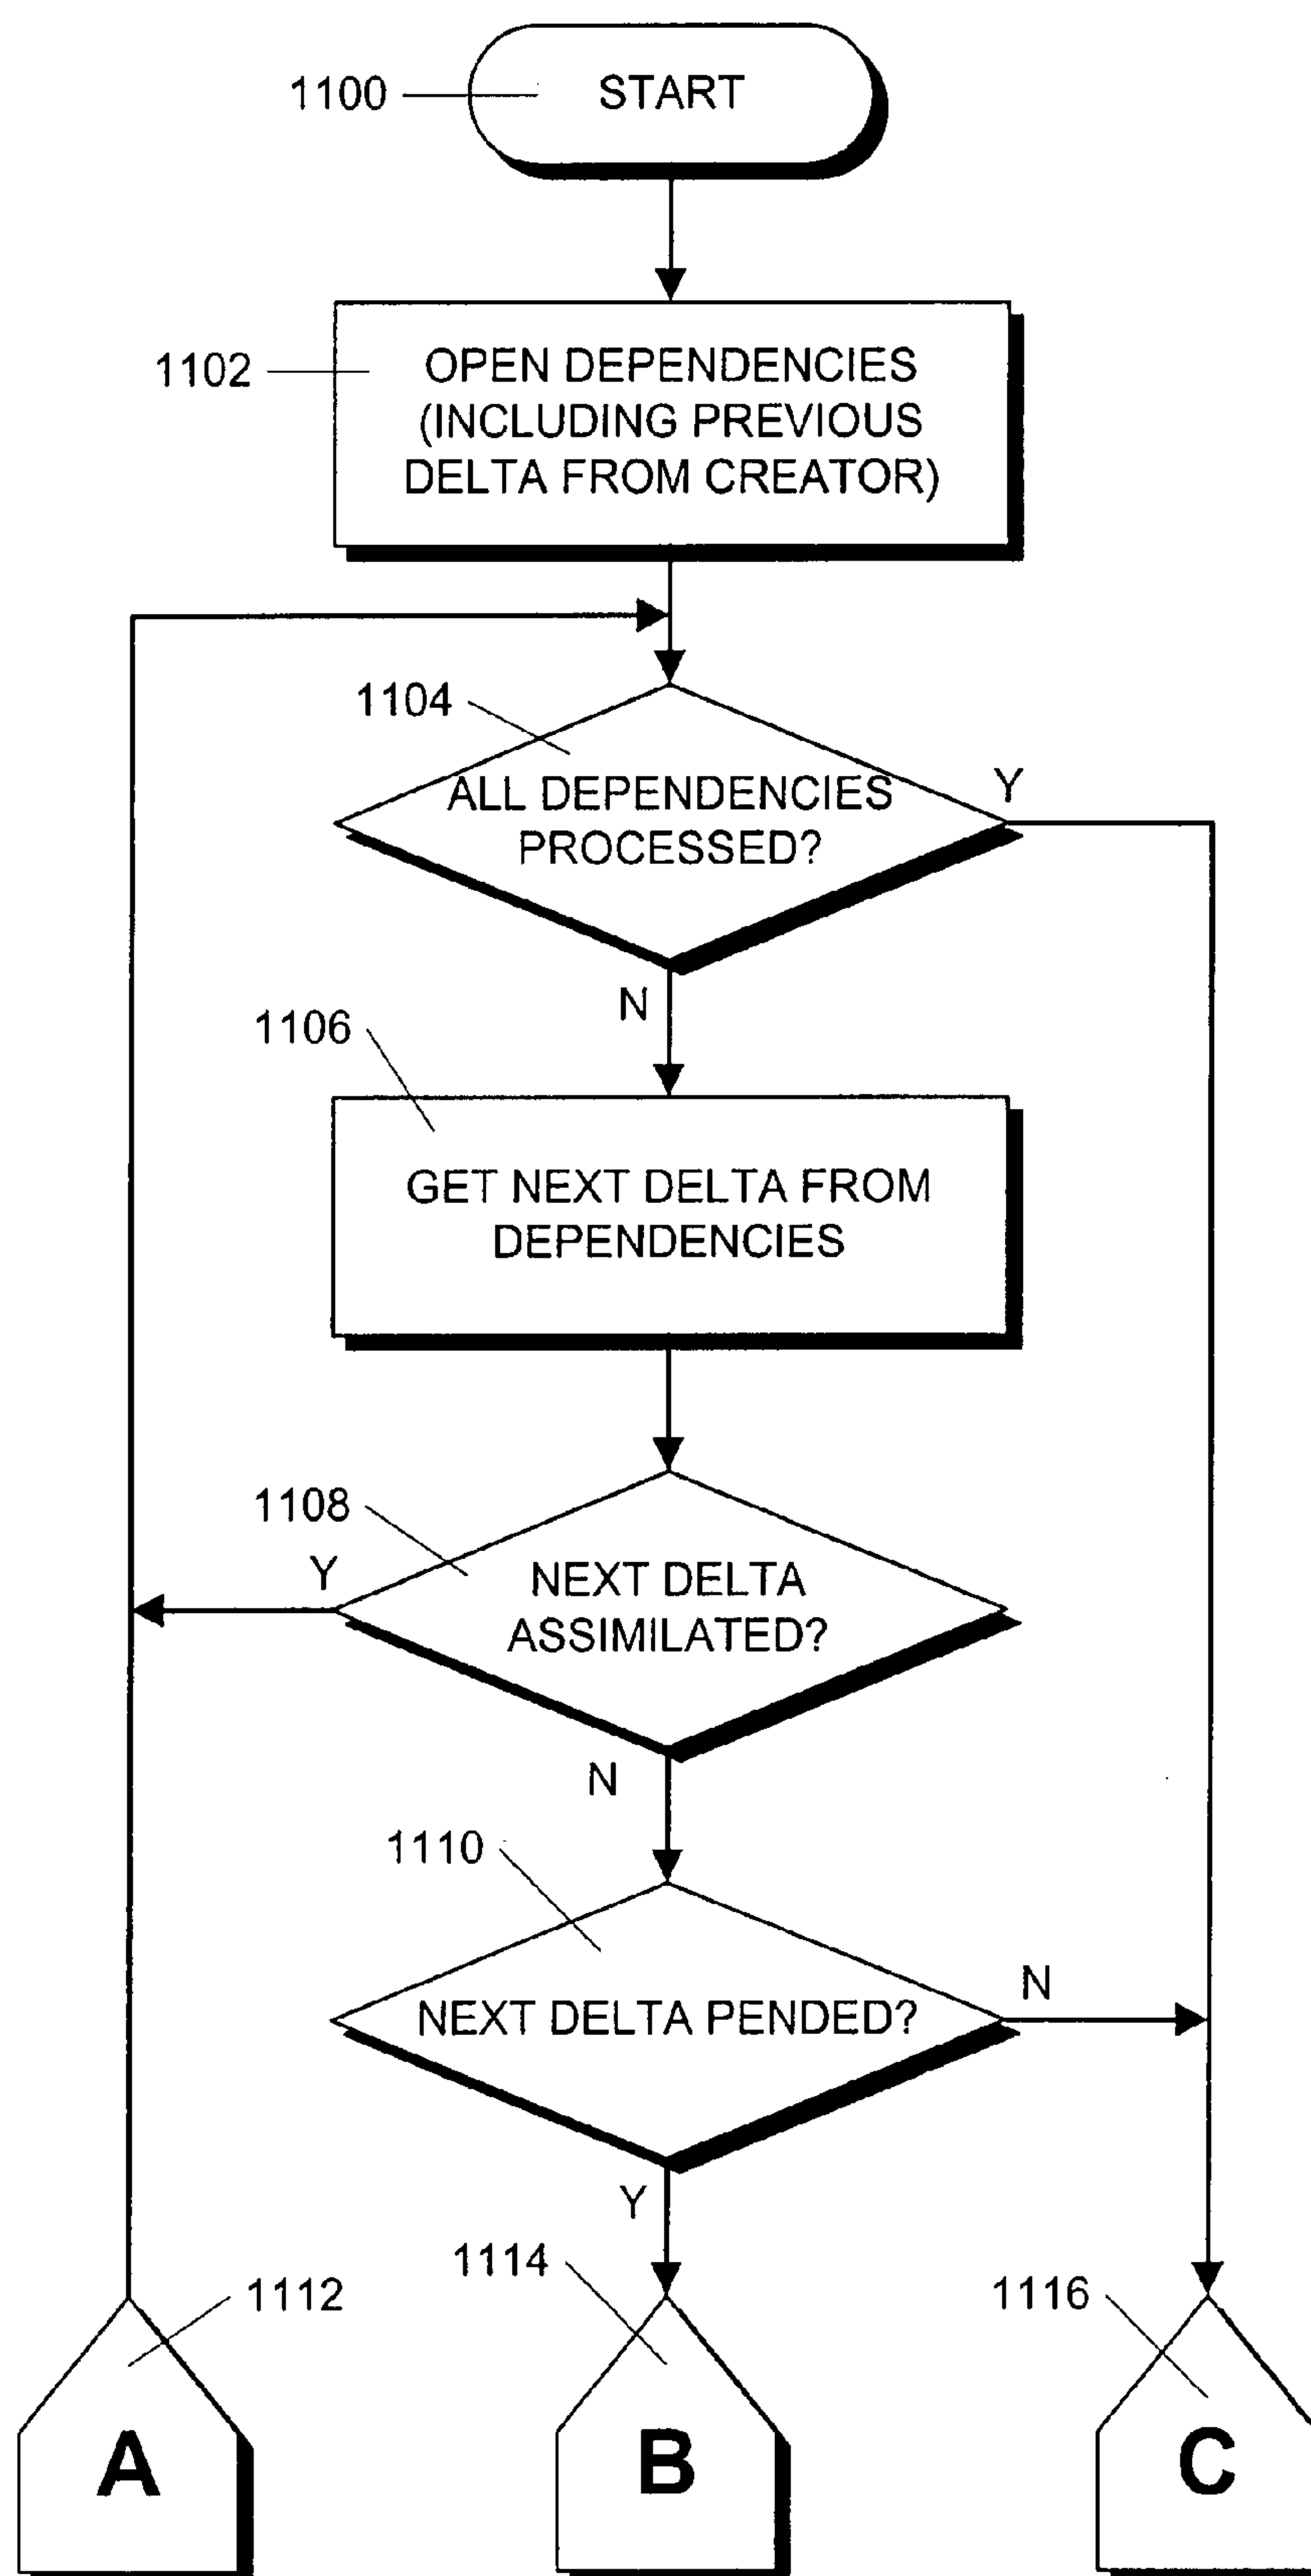 1100
START
1102
OPEN DEPENDENCIES
(INCLUDING PREVIOUS
DELTA FROM CREATOR)
1104
ALL DEPENDENCIES
PROCESSED?
Y
N
1106
GET NEXT DELTA FROM
DEPENDENCIES
1108
Y
NEXT DELTA
ASSIMILATED?
N
1110
NEXT DELTA PENDED?
N
Y
1112
1114
1116
A
B
C